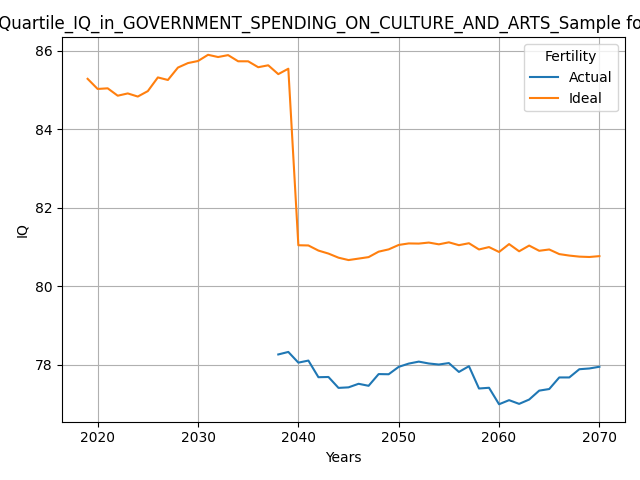 Quartile_IQ_in_GOVERNMENT_SPENDING_ON_CULTURE_AND_ARTS_Sample fo
Fertility
Actual
Ideal
86
84
82
80
78
IQ
2020 2030 2040 2050 2060 2070
Years